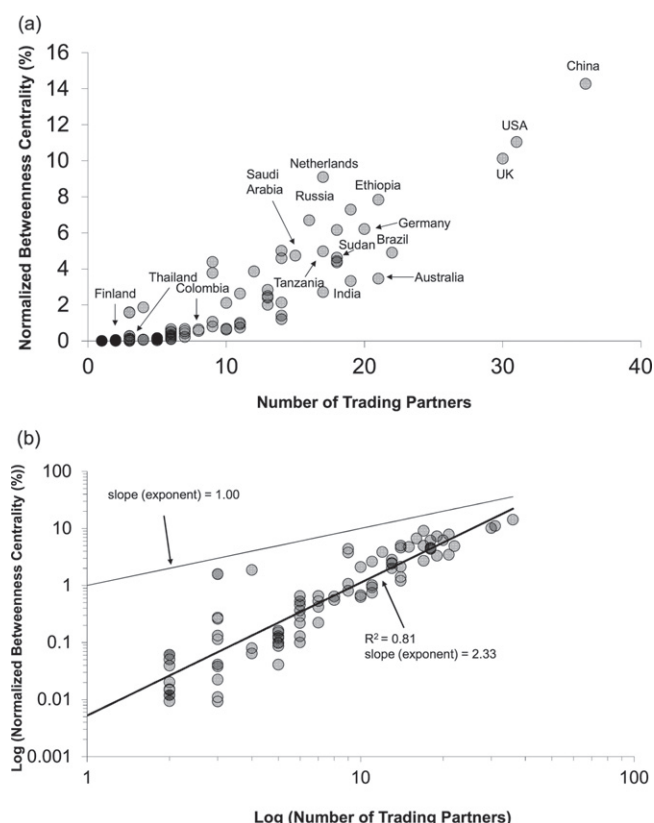 (a)
Normalized Betweenness Centrality (%)
16
14
12
10
8
6
4
2
0
China
USA
UK
Netherlands
Saudi
Arabia
Russia
Ethiopia
Germany
Sudan
Brazil
Tanzania
India
Australia
Thailand
Finland
Colombia
0
10
20
30
40
Number of Trading Partners
(b)
Log (Normalized Betweenness Centrality (%))
100
10
1
0.1
0.01
0.001
slope (exponent) = 1.00
R² = 0.81
slope (exponent) = 2.33
1
10
100
Log (Number of Trading Partners)